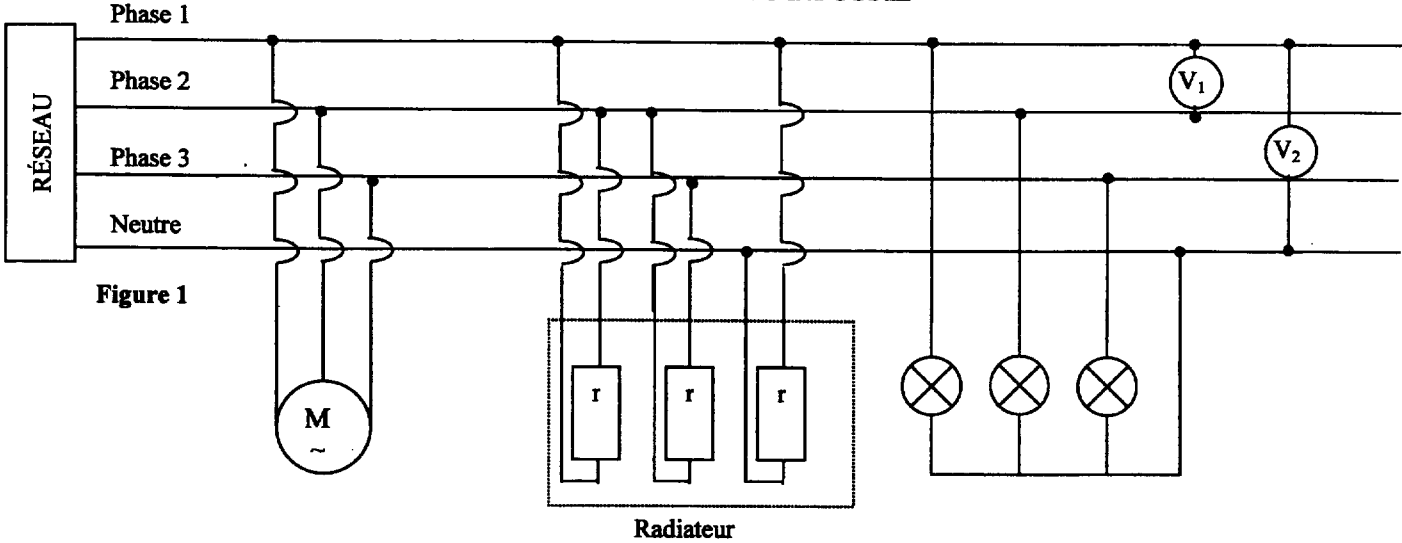 Phase 1
Phase 2
Phase 3
Neutre
RÉSEAU
V1
V2
Figure 1
M
~
r r r
Radiateur